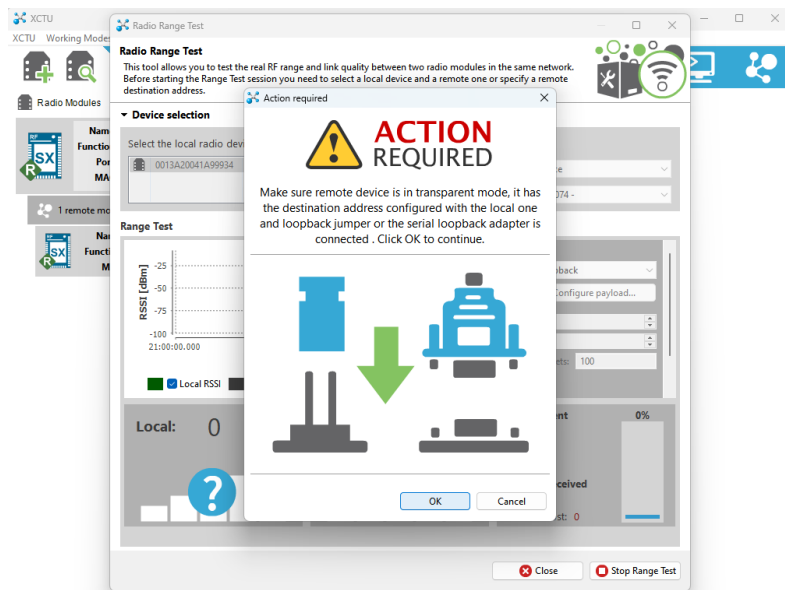 XCTU
XCTU Working Modes
Radio Modules
SX
R
1 remote
SX
R
Radio Range Test
Radio Range Test
This tool allows you to test the real RF range and link quality between two radio modules in the same network.
Before starting the Range Test session you need to select a local device and a remote one or specify a remote
destination address.
Device selection
Select the local radio
0013A20041A99934
074 -
Range Test
RSSI [dBm]
-25
-50
-75
-100
21:00:00.000
Local RSSI
Configure payload...
100
Local: 0
0%
?
0
Close
Stop Range Test
Action required
ACTION
REQUIRED
Make sure remote device is in transparent mode, it has
the destination address configured with the local one
and loopback jumper or the serial loopback adapter is
connected . Click OK to continue.
OK
Cancel